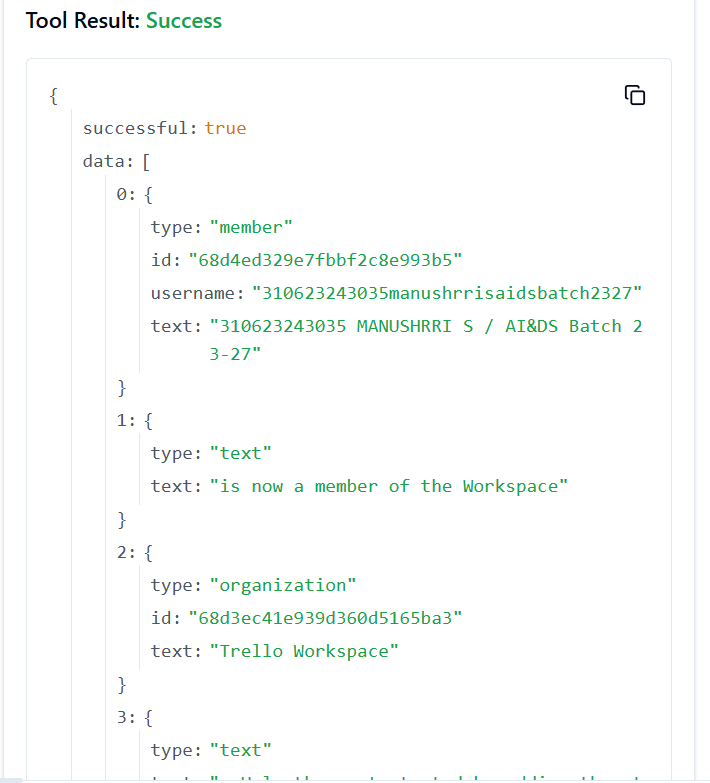 Tool Result: Success
{
successful: true
data: [
0: {
type: "member"
id: "68d4ed329e7fbbf2c8e993b5"
username: "310623243035manushrrisaidsbatch2327"
text: "310623243035 MANUSHRRI S / AI&DS Batch 2
3-27"
}
1: {
type: "text"
text: "is now a member of the Workspace"
}
2: {
type: "organization"
id: "68d3ec41e939d360d5165ba3"
text: "Trello Workspace"
}
3: {
type: "text"